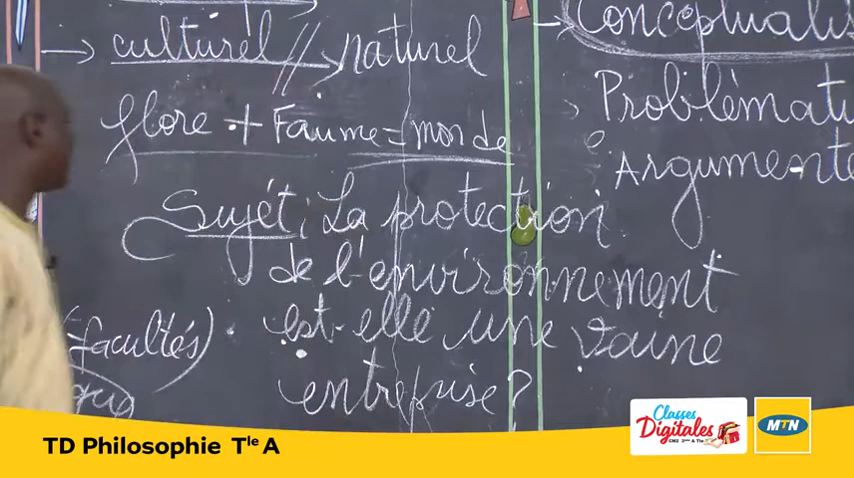 culturel // naturel
flore + Faume = monde
Sujet : La protection
de l'environnement
est-elle une vaine
entreprise ?
(facultés)
Conceptualis
Problémati
Argumente
TD Philosophie Tle A
Classes
Digitales
MTN